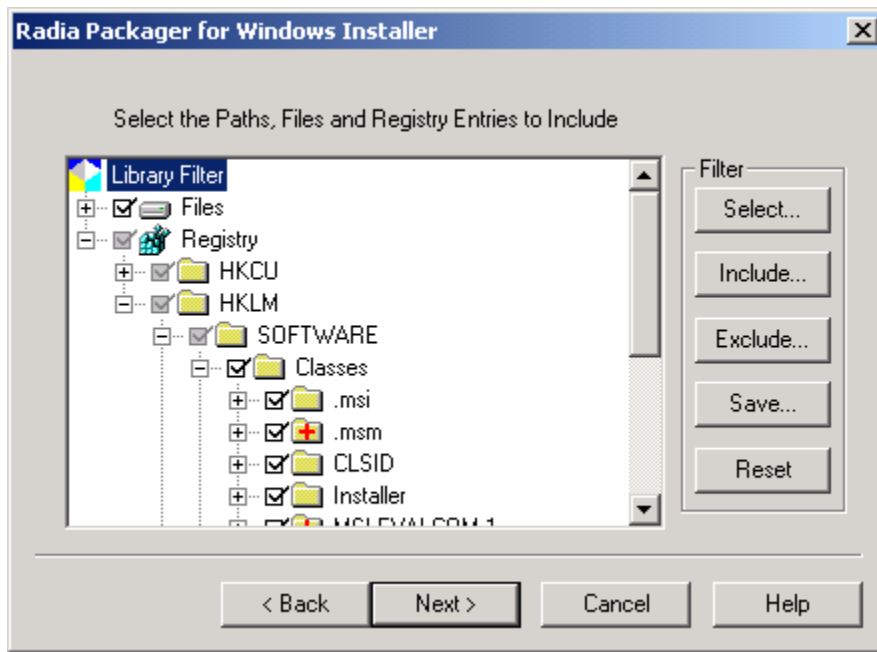 Radia Packager for Windows Installer
Select the Paths, Files and Registry Entries to Include
Library Filter
Files
Registry
HKCU
HKLM
SOFTWARE
Classes
.msi
.msm
CLSID
Installer
Filter
Select...
Include...
Exclude...
Save...
Reset
< Back
Next >
Cancel
Help